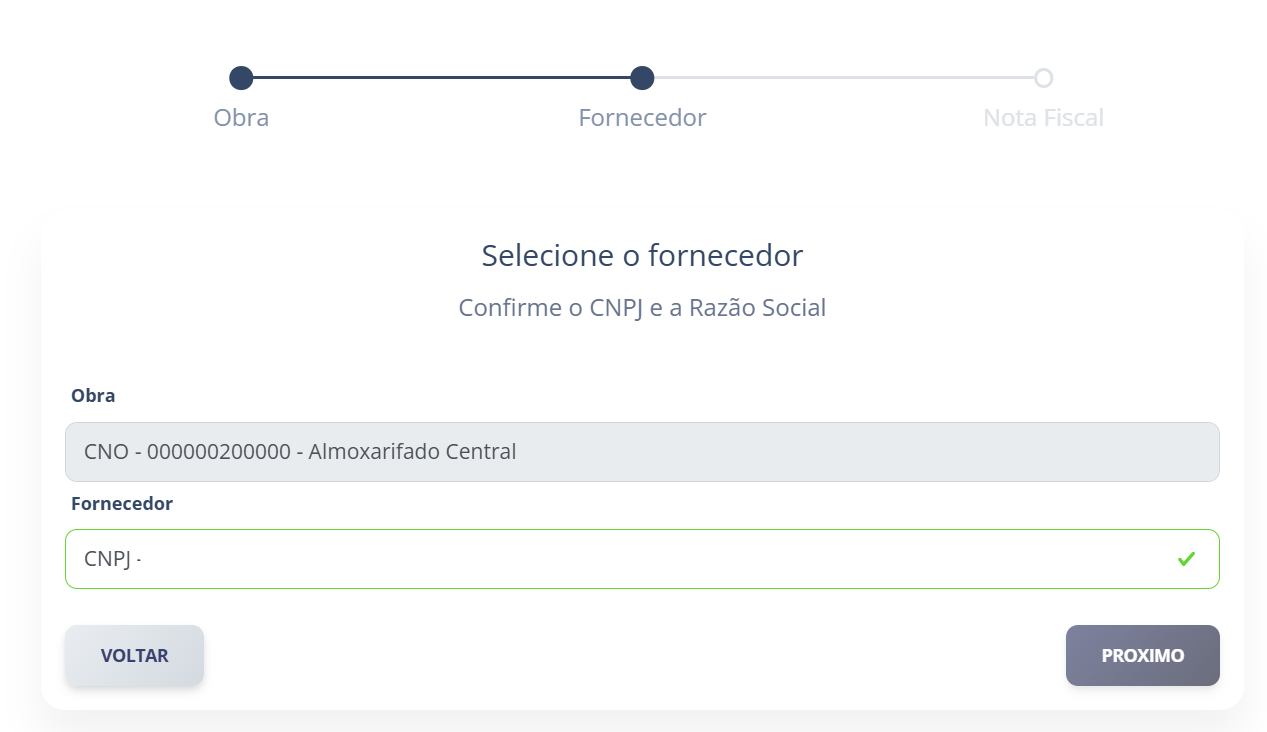 Obra
Fornecedor
Nota Fiscal
Selecione o fornecedor
Confirme o CNPJ e a Razão Social
Obra
CNO - 000000200000 - Almoxarifado Central
Fornecedor
CNPJ -
VOLTAR
PROXIMO